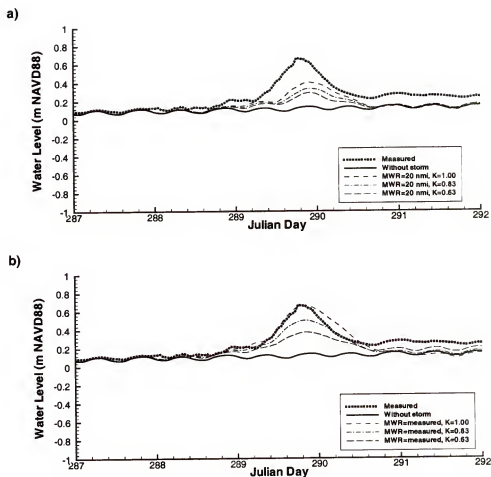 a)
Water Level (m NAVD88)
1
0.8
0.6
0.4
0.2
0
-0.2
-0.4
-0.6
-0.8
-1
287
288
289
290
291
292
Julian Day
Measured
Without storm
MWR=20 nmi, K=1.00
MWR=20 nmi, K=0.83
MWR=20 nmi, K=0.63
b)
Water Level (m NAVD88)
1
0.8
0.6
0.4
0.2
0
-0.2
-0.4
-0.6
-0.8
-1
287
288
289
290
291
292
Julian Day
Measured
Without storm
MWR=measured, K=1.00
MWR=measured, K=0.83
MWR=measured, K=0.63